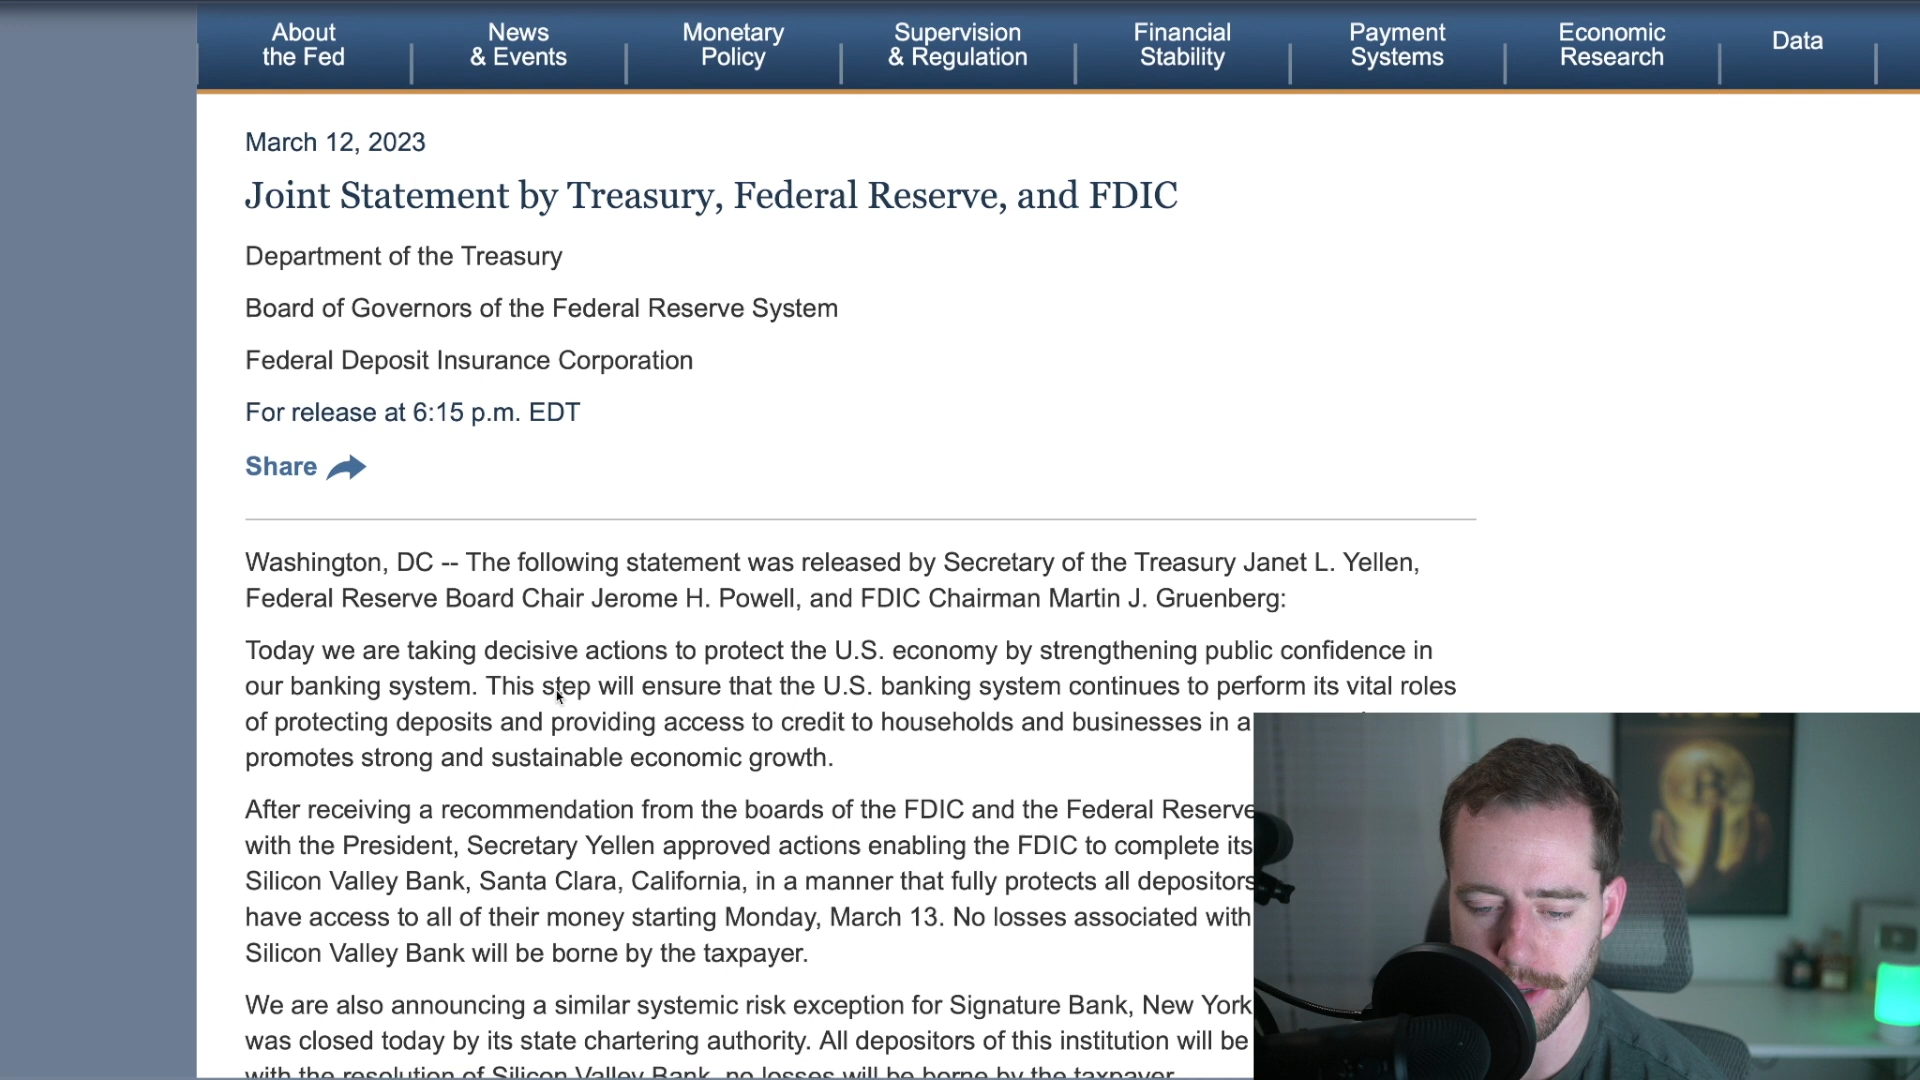 About the Fed
News & Events
Monetary Policy
Supervision & Regulation
Financial Stability
Payment Systems
Economic Research
Data
March 12, 2023
Joint Statement by Treasury, Federal Reserve, and FDIC
Department of the Treasury
Board of Governors of the Federal Reserve System
Federal Deposit Insurance Corporation
For release at 6:15 p.m. EDT
Share
Washington, DC -- The following statement was released by Secretary of the Treasury Janet L. Yellen,
Federal Reserve Board Chair Jerome H. Powell, and FDIC Chairman Martin J. Gruenberg:
Today we are taking decisive actions to protect the U.S. economy by strengthening public confidence in
our banking system. This step will ensure that the U.S. banking system continues to perform its vital roles
of protecting deposits and providing access to credit to households and businesses in a
promotes strong and sustainable economic growth.
After receiving a recommendation from the boards of the FDIC and the Federal Reserve
with the President, Secretary Yellen approved actions enabling the FDIC to complete its
Silicon Valley Bank, Santa Clara, California, in a manner that fully protects all depositors
have access to all of their money starting Monday, March 13. No losses associated with
Silicon Valley Bank will be borne by the taxpayer.
We are also announcing a similar systemic risk exception for Signature Bank, New York
was closed today by its state chartering authority. All depositors of this institution will be
with the resolution of Silicon Valley Bank, no losses will be borne by the taxpayer